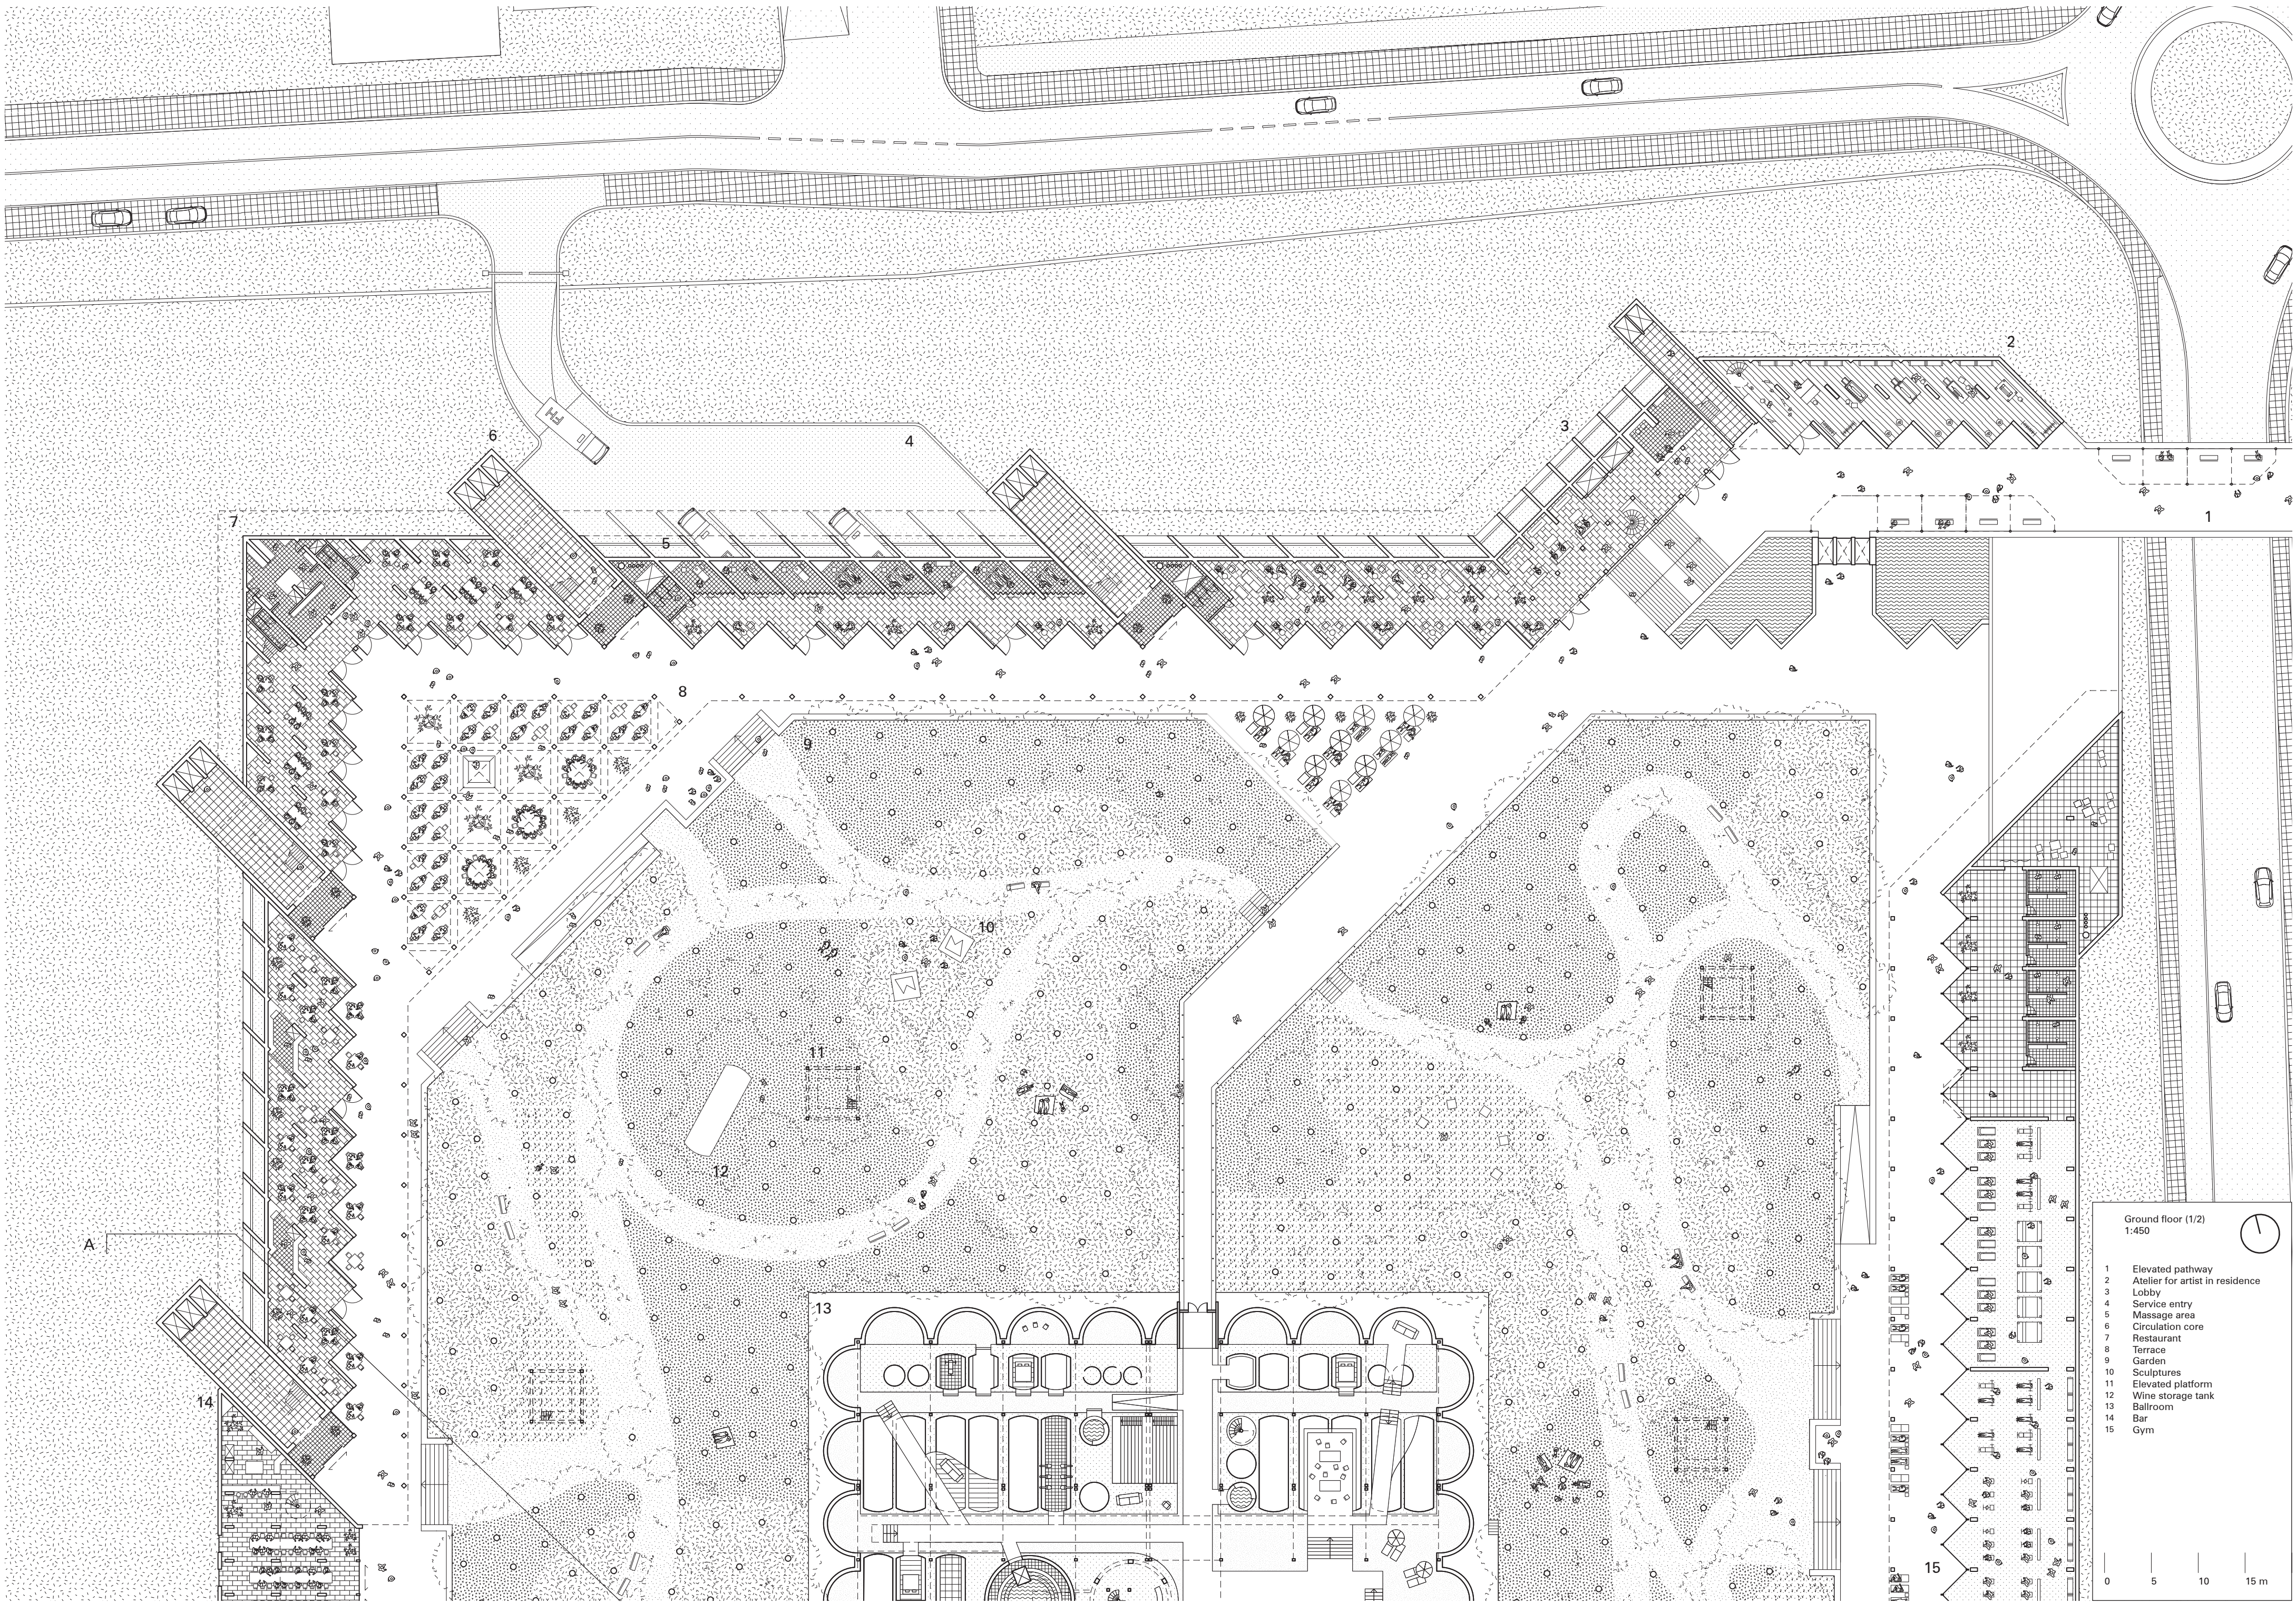 2
6
4
3
7
5
1
8
9
10
11
12
A
13
14
15
FH
Ground floor (1/2)
1:450
1 Elevated pathway
2 Atelier for artist in residence
3 Lobby
4 Service entry
5 Massage area
6 Circulation core
7 Restaurant
8 Terrace
9 Garden
10 Sculptures
11 Elevated platform
12 Wine storage tank
13 Ballroom
14 Bar
15 Gym
0 5 10 15 m